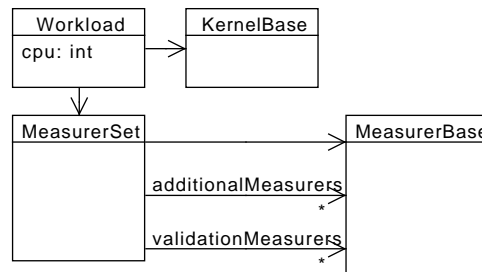 Workload
KernelBase
cpu: int
MeasurerSet
MeasurerBase
additionalMeasurers
*
validationMeasurers
*